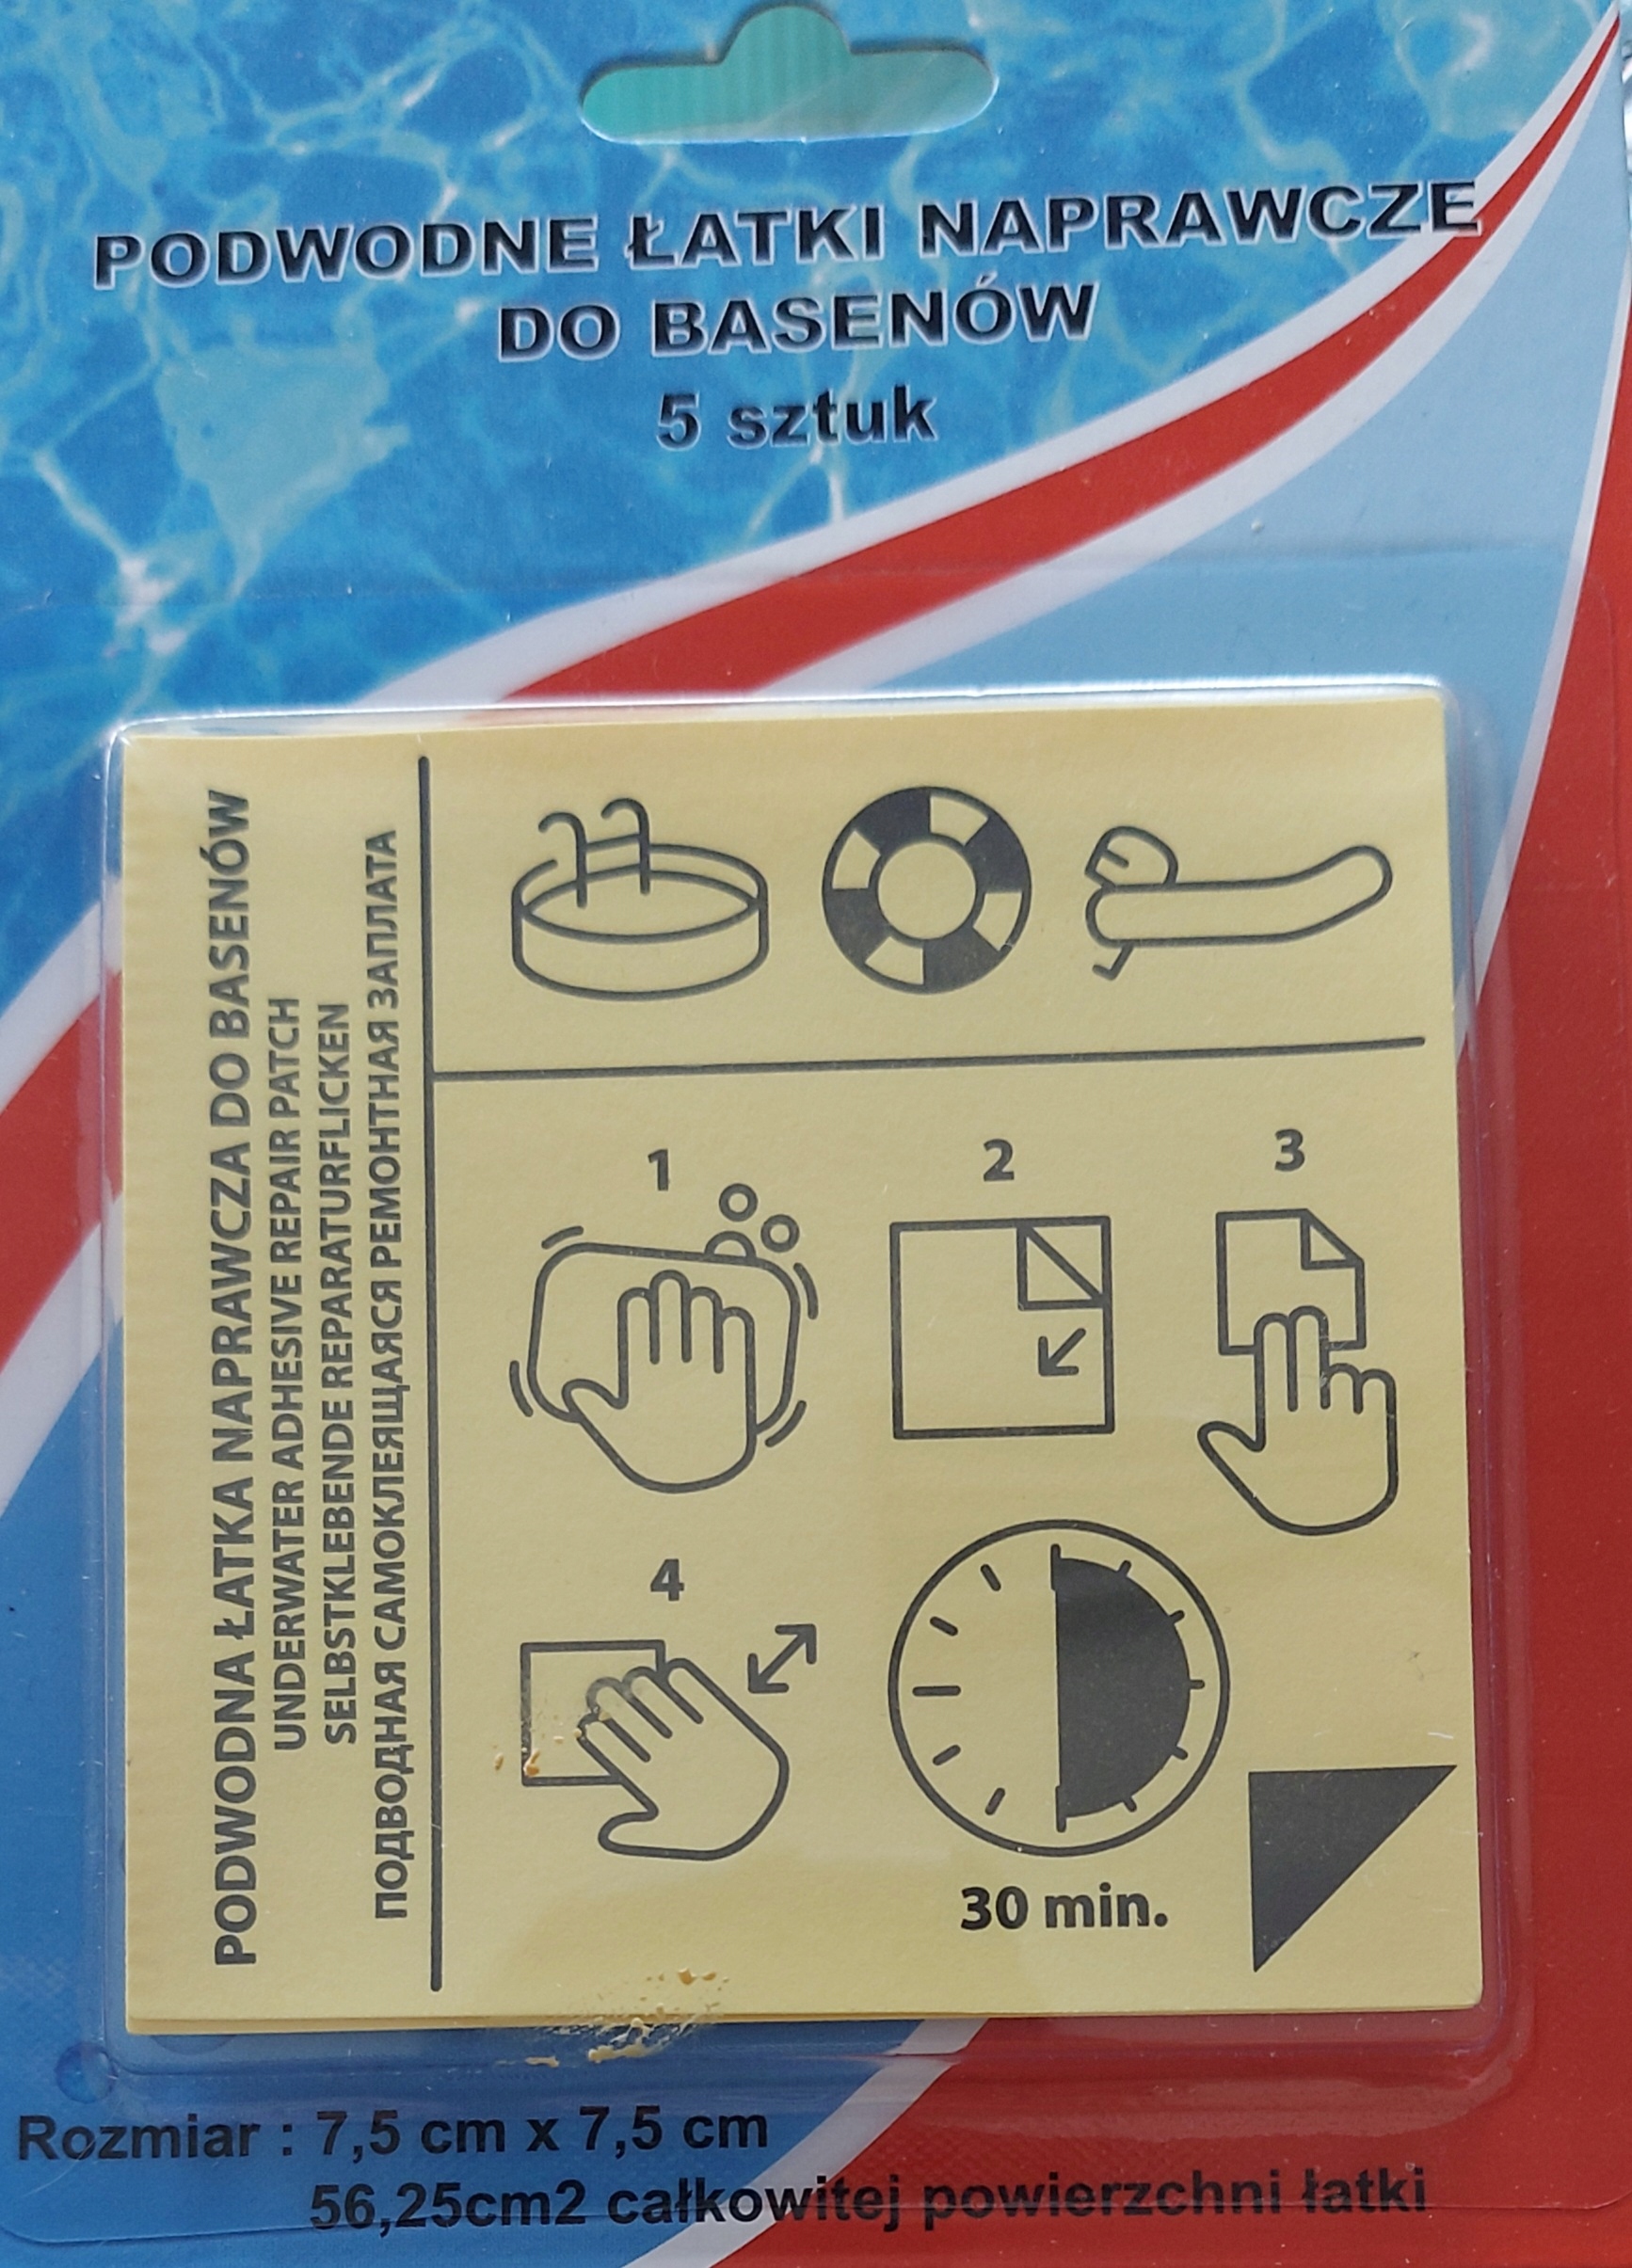 PODWODNE ŁATKI NAPRAWCZE
DO BASENÓW
5 sztuk
PODWODNA ŁATKA NAPRAWCZA DO BASENÓW
UNDERWATER ADHESIVE REPAIR PATCH
SELBSTKLEBENDE REPARATURFLICKEN
ПОДВОДНАЯ САМОКЛЕЯЩАЯСЯ РЕМОНТНАЯ ЗАПЛАТА
1
2
3
4
30 min.
Rozmiar : 7,5 cm x 7,5 cm
56,25cm2 całkowitej powierzchni łatki